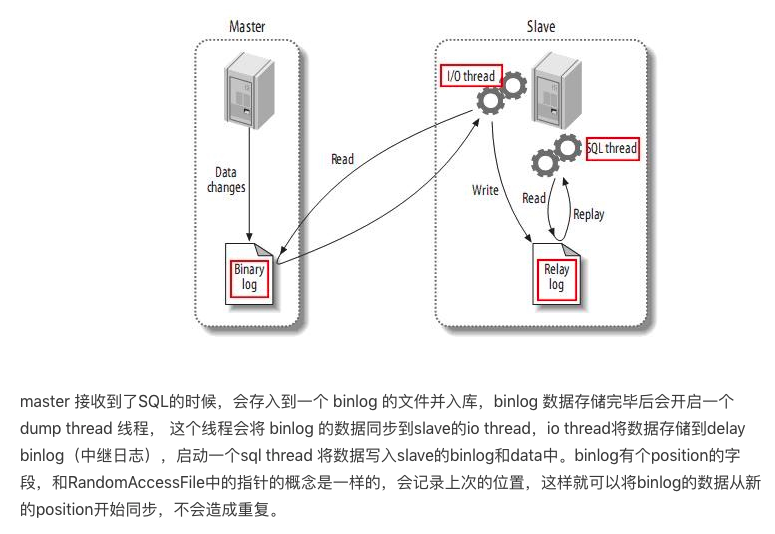 Master
Slave
I/O thread
SQL thread
Read
Data
changes
Write
Read
Replay
Binary
log
Relay
log
master 接收到了SQL的时候，会存入到一个 binlog 的文件并入库，binlog 数据存储完毕后会开启一个
dump thread 线程， 这个线程会将 binlog 的数据同步到slave的io thread，io thread将数据存储到delay
binlog（中继日志），启动一个sql thread 将数据写入slave的binlog和data中。binlog有个position的字
段，和RandomAccessFile中的指针的概念是一样的，会记录上次的位置，这样就可以将binlog的数据从新
的position开始同步，不会造成重复。